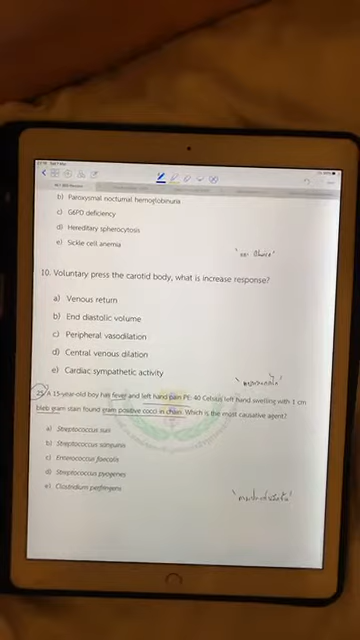 b) Paroxysmal nocturnal hemoglobinuria
c) G6PD deficiency
d) Hereditary spherocytosis
e) Sickle cell anemia
10. Voluntary press the carotid body, what is increase response?
a) Venous return
b) End diastolic volume
c) Peripheral vasodilation
d) Central venous dilation
e) Cardiac sympathetic activity
25. A 15-year-old boy has fever and left hand pain PE: 40 Celsius left hand swelling with 1 cm
bleb gram stain found gram positive cocci in chain. Which is the most causative agent?
a) Streptococcus suis
b) Streptococcus sanguinis
c) Enterococcus faecalis
d) Streptococcus pyogenes
e) Clostridium perfringens